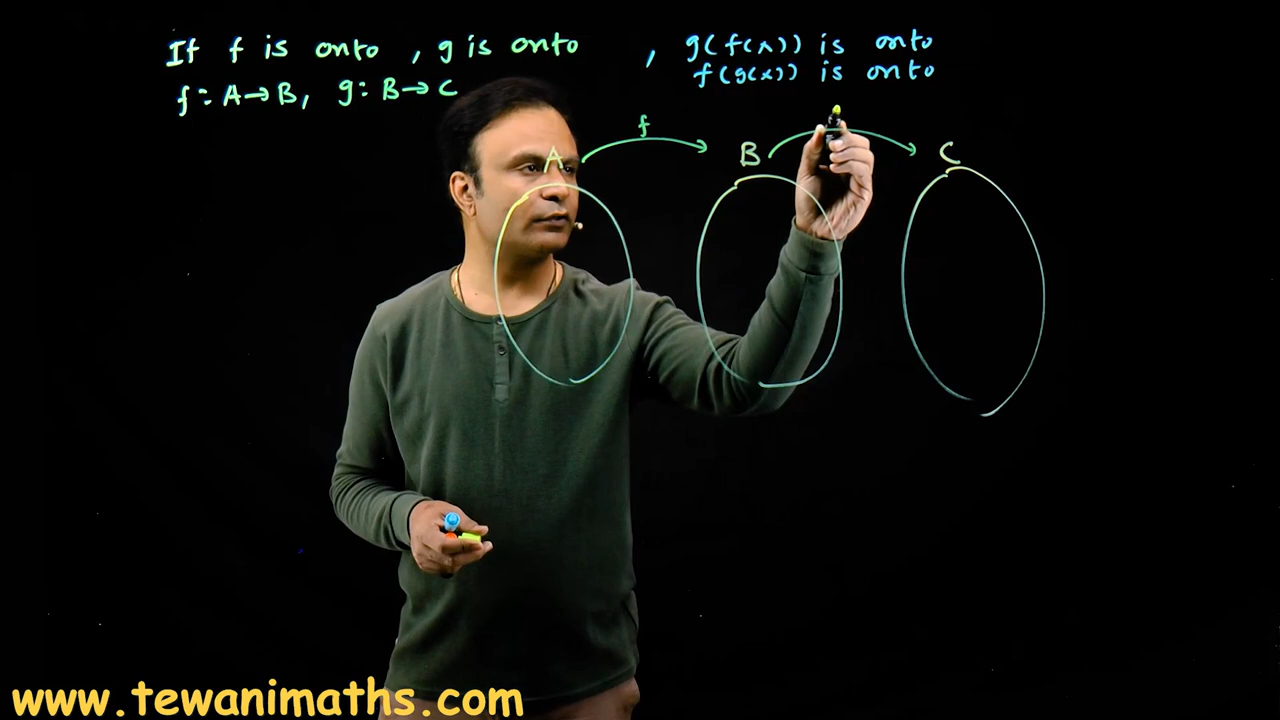 If f is onto , g is onto , g(f(x)) is onto
f(g(x)) is onto
f : A→B, g : B→C
f
A
B
C
www.tewanimaths.com